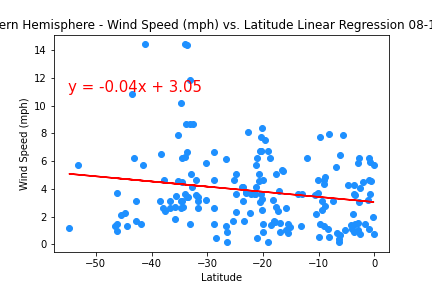 ern Hemisphere - Wind Speed (mph) vs. Latitude Linear Regression 08-1
14
12
10
8
6
4
2
0
y = -0.04x + 3.05
Wind Speed (mph)
−50 −40 −30 −20 −10 0
Latitude